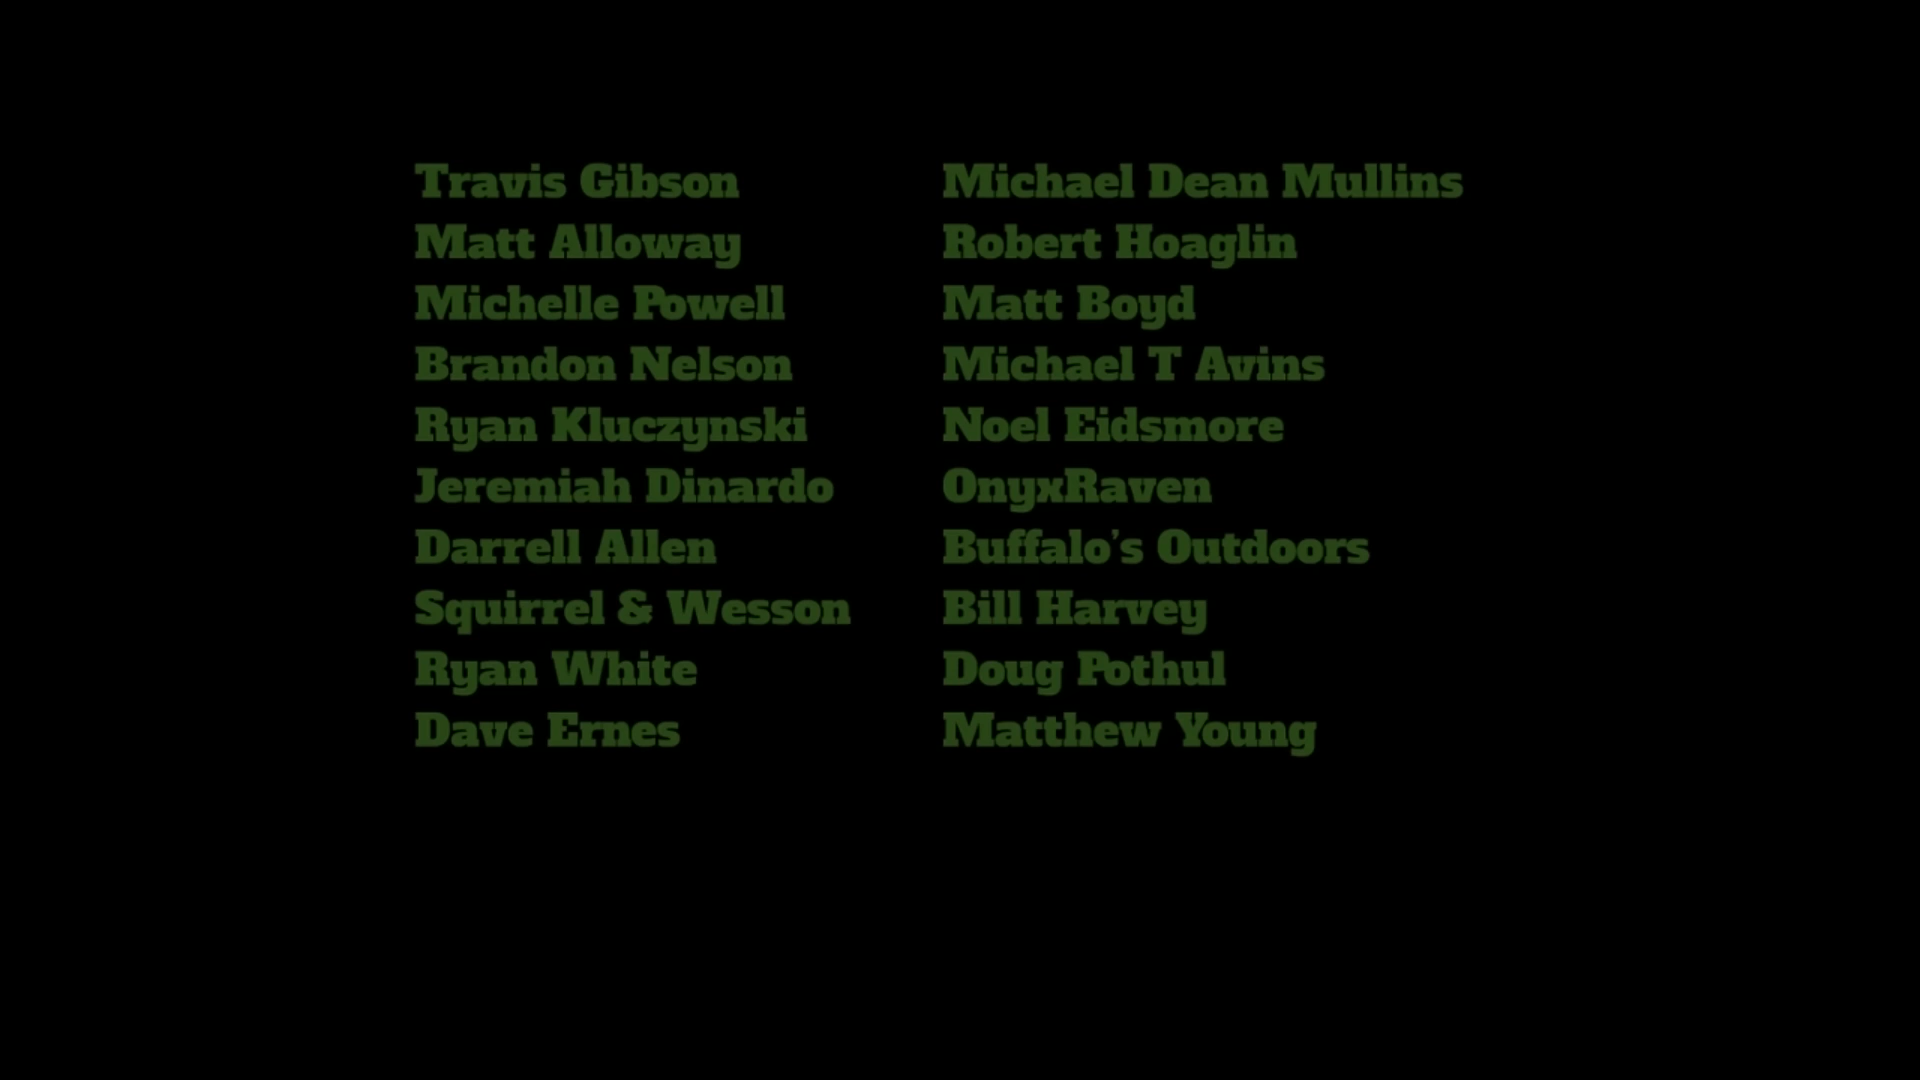 Travis Gibson
Matt Alloway
Michelle Powell
Brandon Nelson
Ryan Kluczynski
Jeremiah Dinardo
Darrell Allen
Squirrel & Wesson
Ryan White
Dave Ernes
Michael Dean Mullins
Robert Hoaglin
Matt Boyd
Michael T Avins
Noel Eidsmore
OnyxRaven
Buffalo’s Outdoors
Bill Harvey
Doug Pothul
Matthew Young